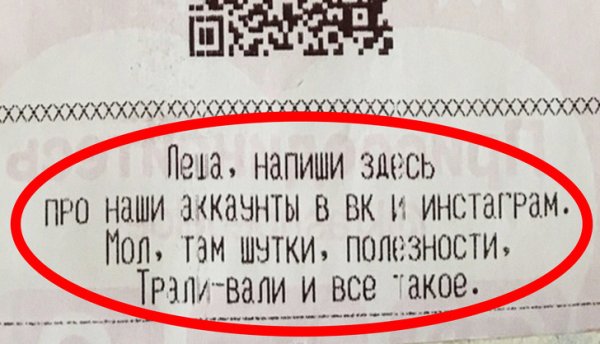 Леша, напиши здесь
про наши аккаунты в вк и инстаграм.
Мол, там шутки, полезности,
Трали-вали и все такое.